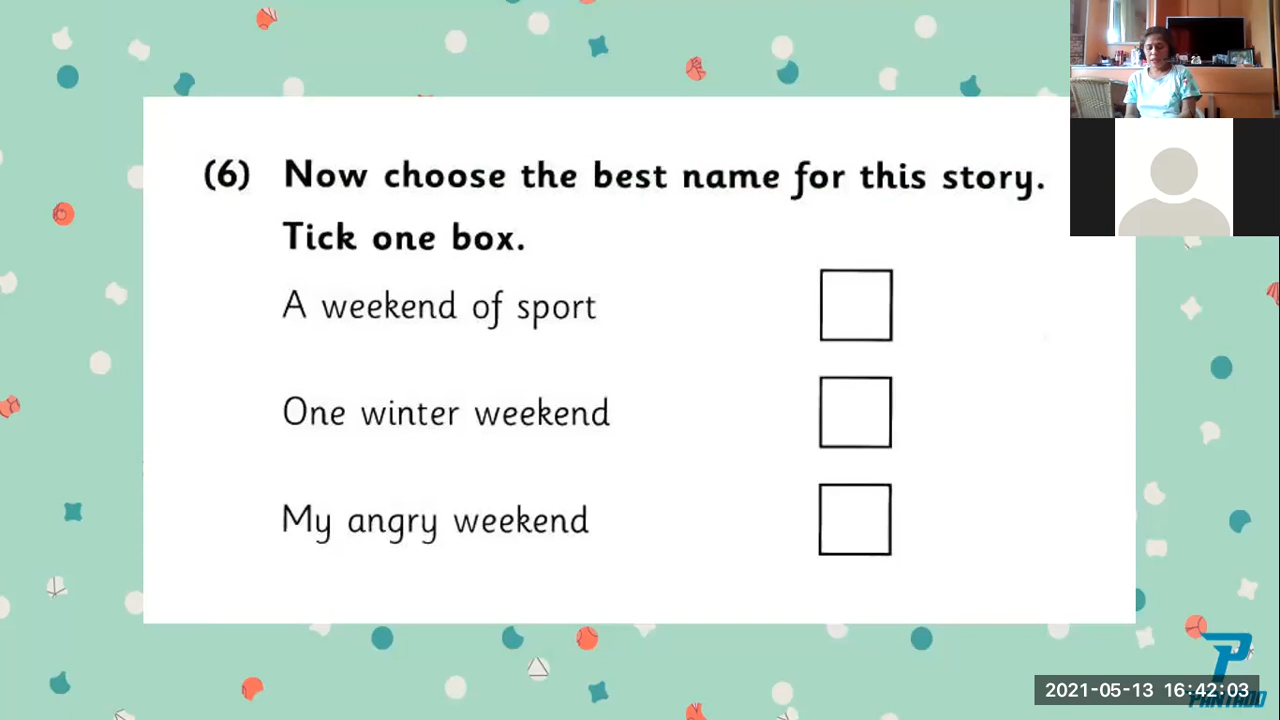 (6) Now choose the best name for this story.
Tick one box.
A weekend of sport
One winter weekend
My angry weekend
2021-05-13 16:42:03
PANTADO